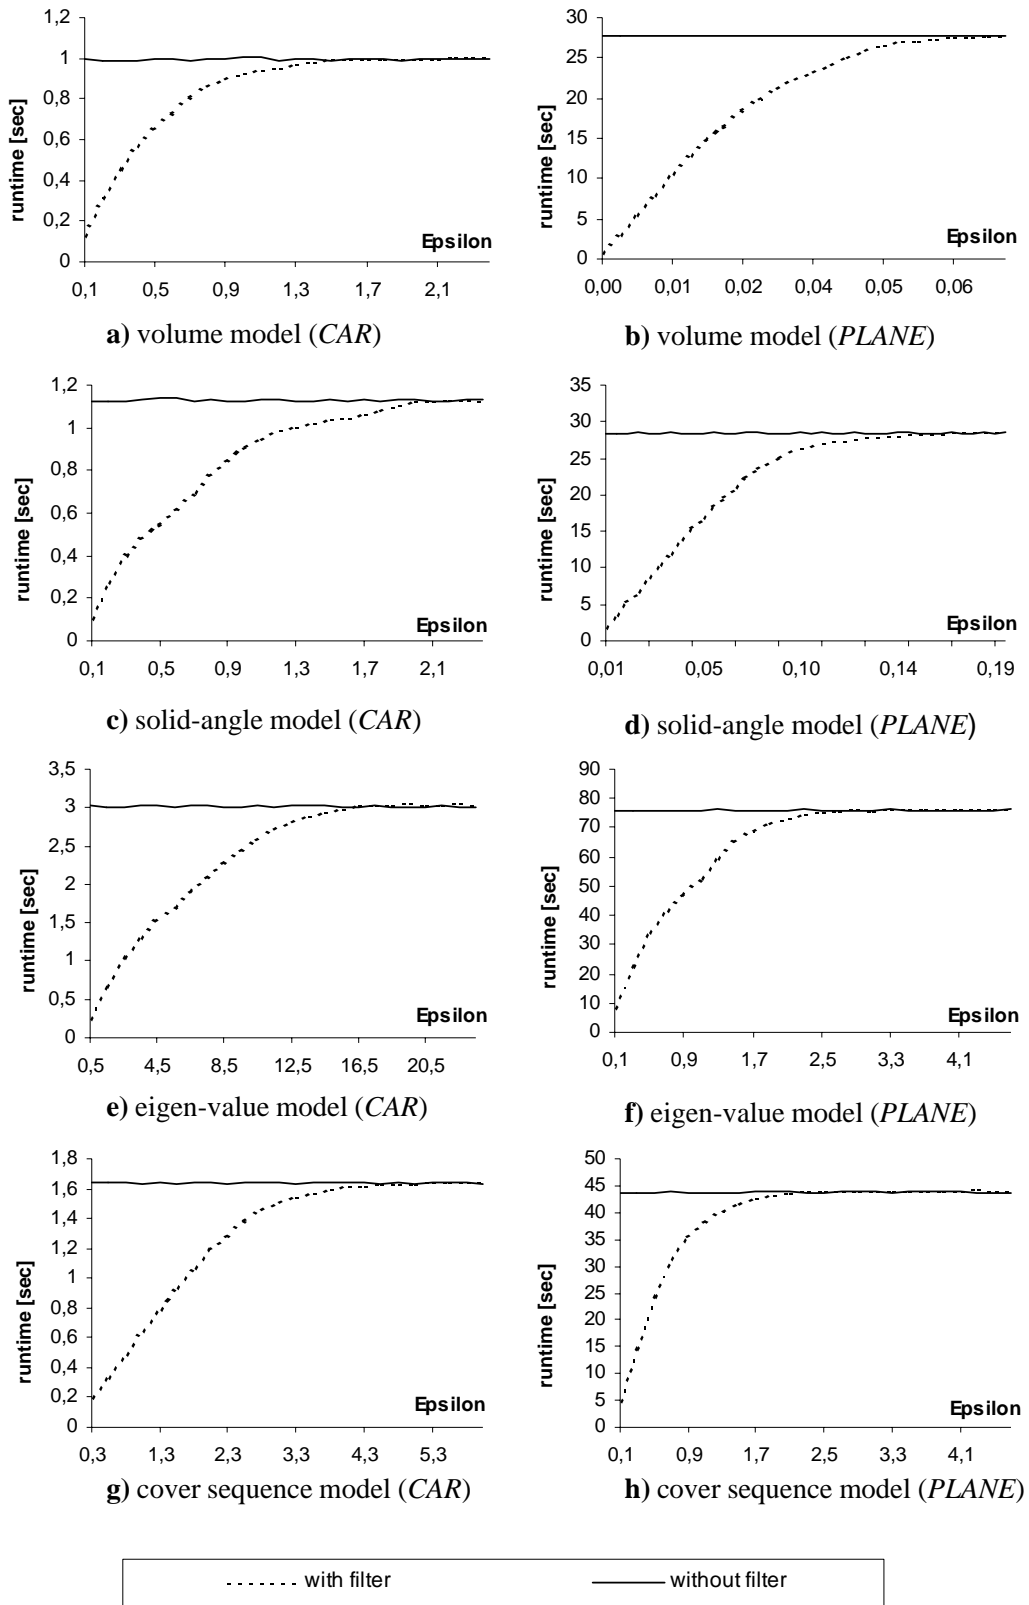 1,2
1
0,8
0,6
0,4
0,2
0
runtime [sec]
Epsilon
0,1 0,5 0,9 1,3 1,7 2,1
a) volume model (CAR)
30
25
20
15
10
5
0
runtime [sec]
Epsilon
0,00 0,01 0,02 0,04 0,05 0,06
b) volume model (PLANE)
1,2
1
0,8
0,6
0,4
0,2
0
runtime [sec]
Epsilon
0,1 0,5 0,9 1,3 1,7 2,1
c) solid-angle model (CAR)
35
30
25
20
15
10
5
0
runtime [sec]
Epsilon
0,01 0,05 0,10 0,14 0,19
d) solid-angle model (PLANE)
3,5
3
2,5
2
1,5
1
0,5
0
runtime [sec]
Epsilon
0,5 4,5 8,5 12,5 16,5 20,5
e) eigen-value model (CAR)
90
80
70
60
50
40
30
20
10
0
runtime [sec]
Epsilon
0,1 0,9 1,7 2,5 3,3 4,1
f) eigen-value model (PLANE)
1,8
1,6
1,4
1,2
1
0,8
0,6
0,4
0,2
0
runtime [sec]
Epsilon
0,3 1,3 2,3 3,3 4,3 5,3
g) cover sequence model (CAR)
50
45
40
35
30
25
20
15
10
5
0
runtime [sec]
Epsilon
0,1 0,9 1,7 2,5 3,3 4,1
h) cover sequence model (PLANE)
with filter without filter